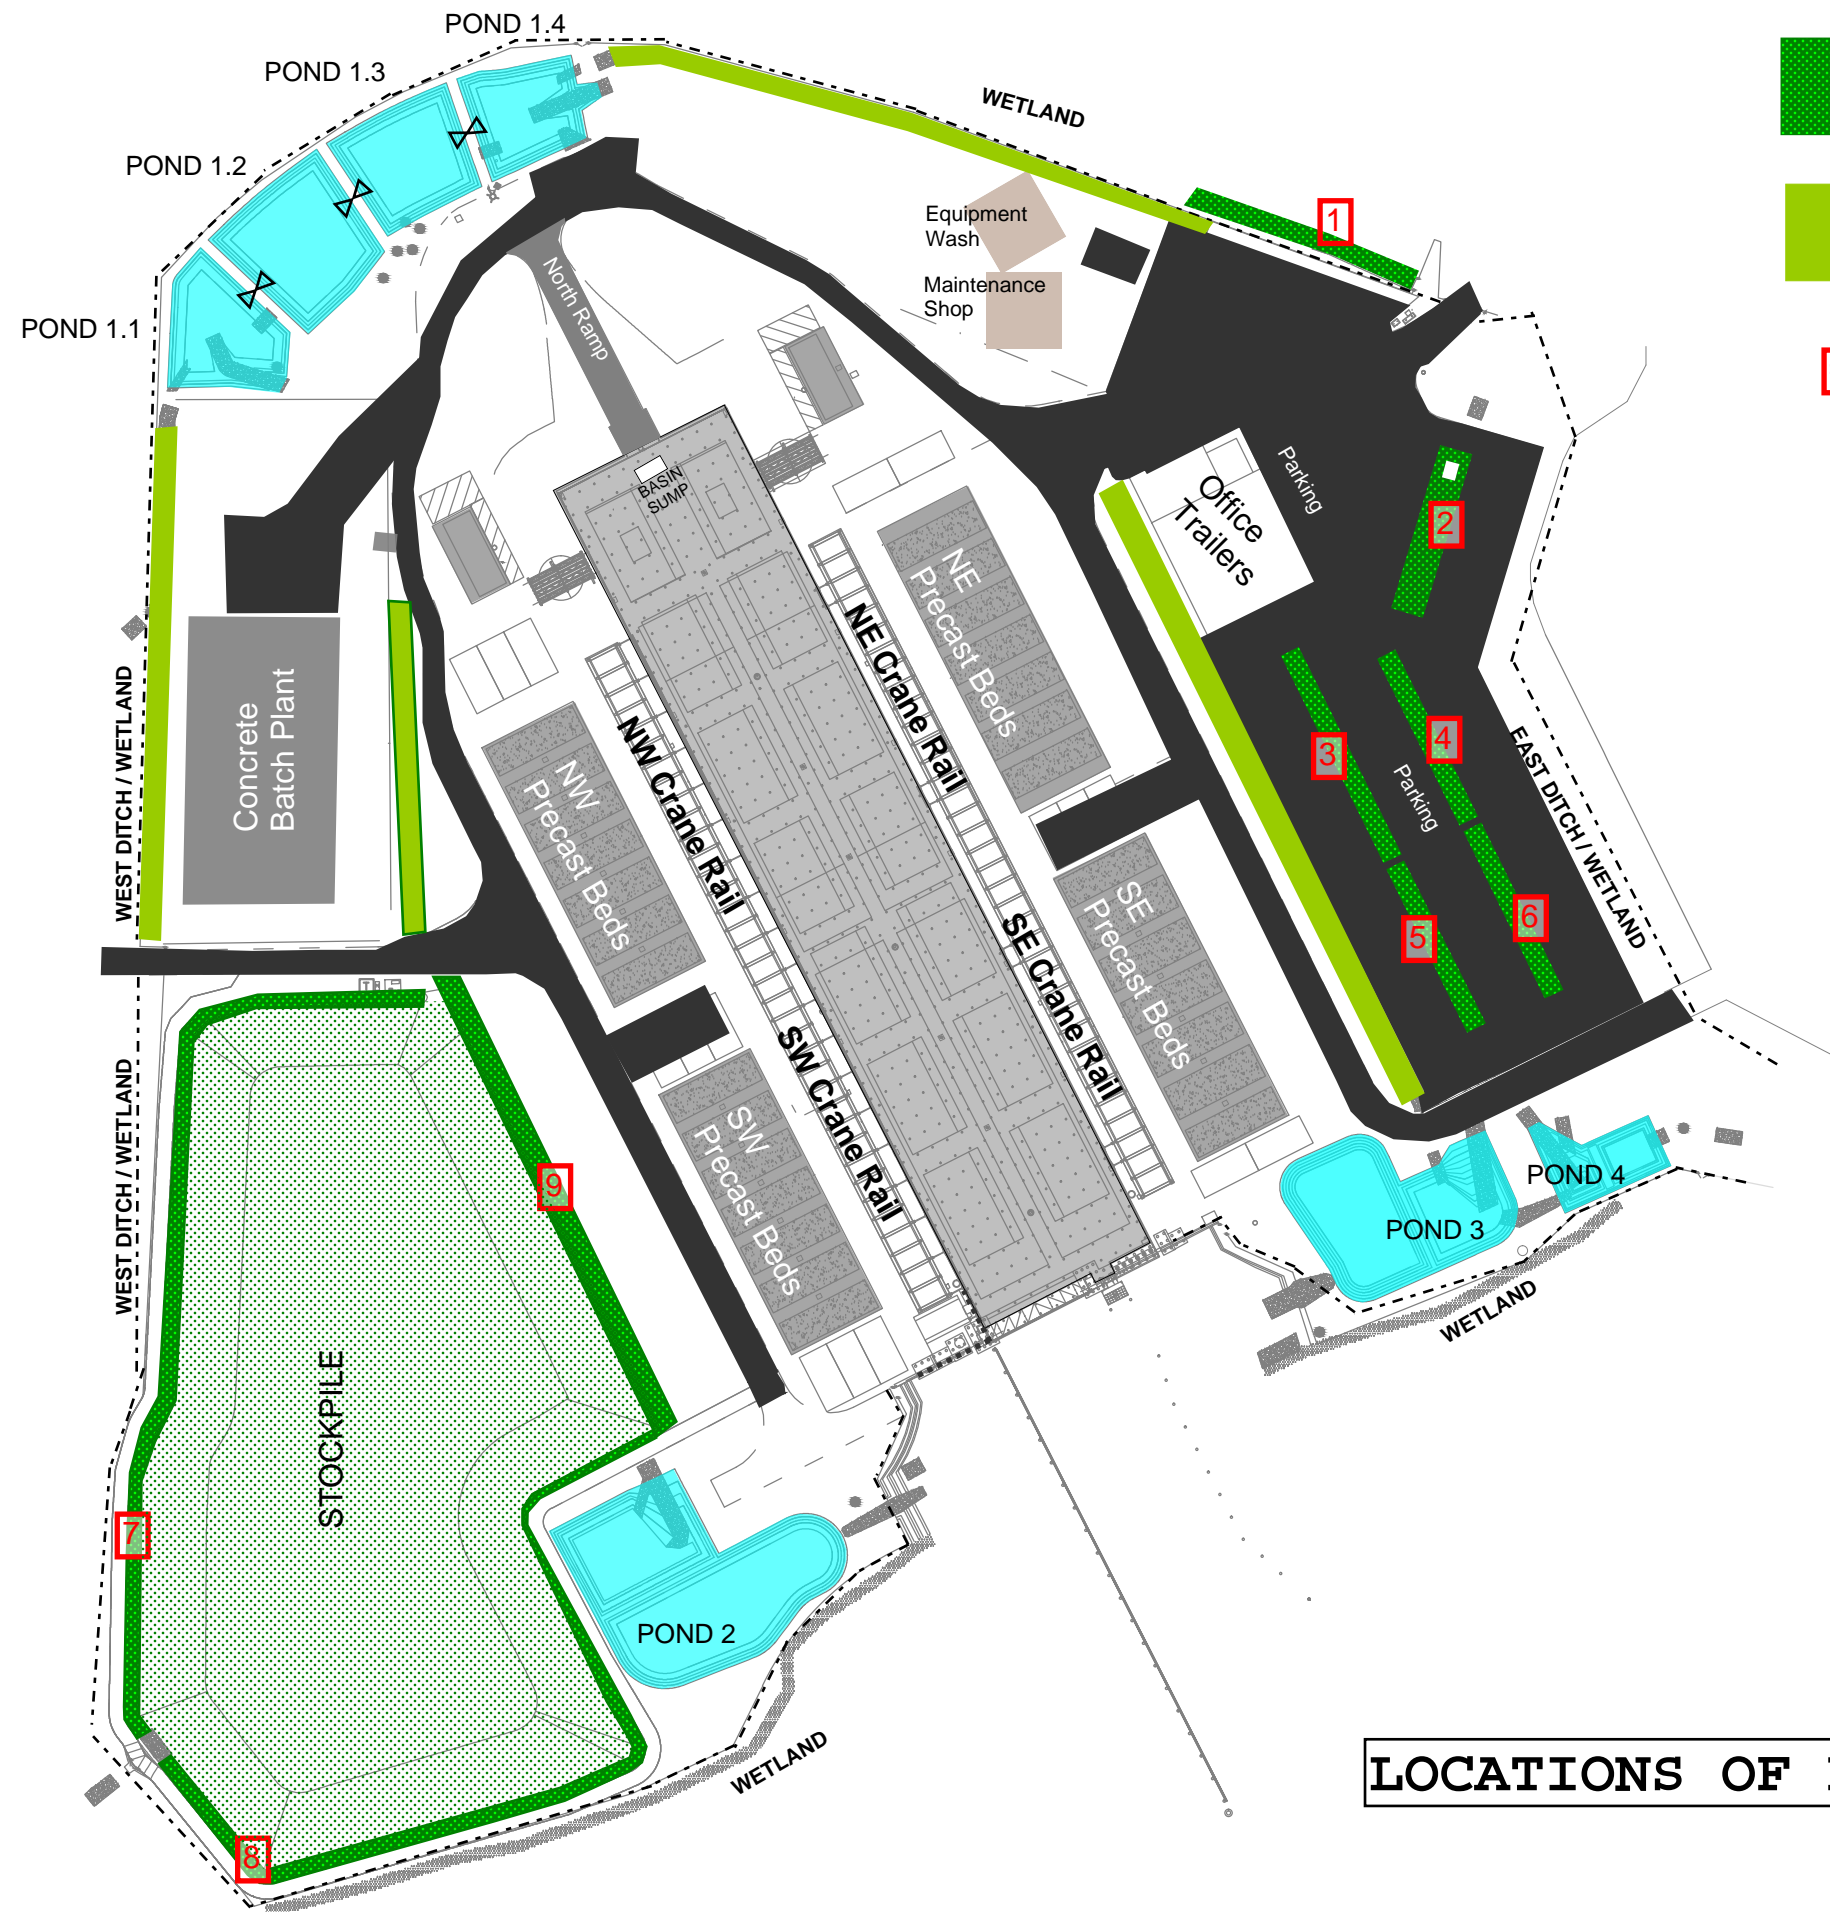 POND 1.4
POND 1.3
POND 1.2
POND 1.1
WETLAND
Equipment
Wash
Maintenance
Shop
1
North Ramp
BASIN
SUMP
Parking
Office
Trailers
2
NE
Precast Beds
NE Crane Rail
WEST DITCH / WETLAND
Concrete
Batch Plant
NW
Precast Beds
NW Crane Rail
3
4
Parking
EAST DITCH / WETLAND
5
6
SE
Precast Beds
SE Crane Rail
SW Crane Rail
SW
Precast Beds
WEST DITCH / WETLAND
9
STOCKPILE
7
8
POND 4
POND 3
WETLAND
POND 2
WETLAND
LOCATIONS OF